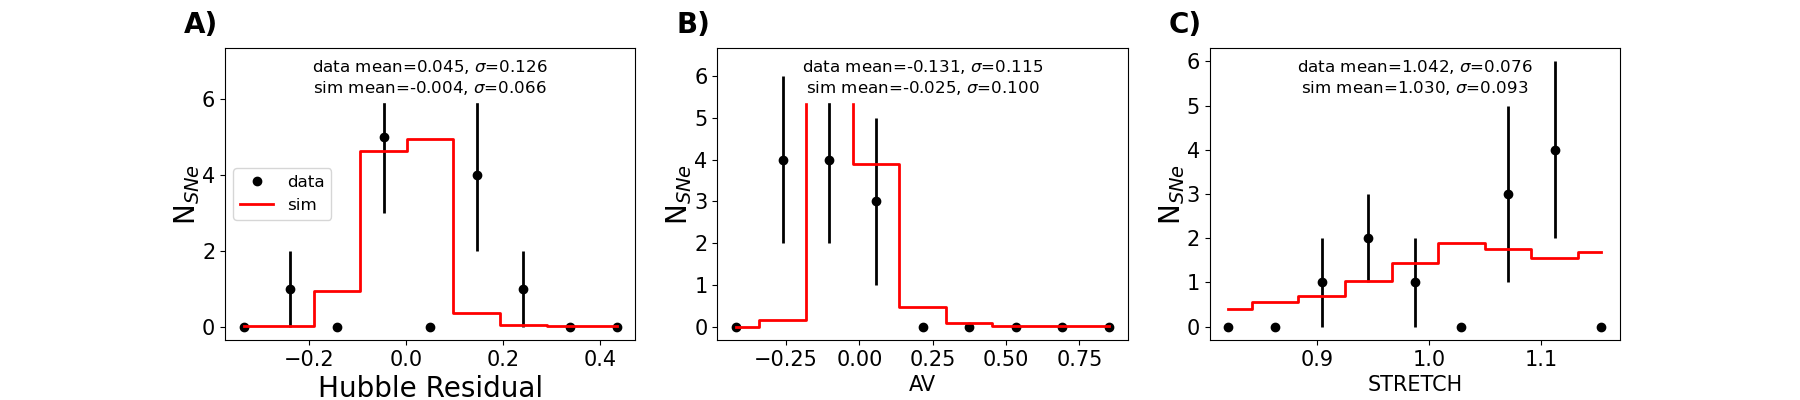 A)
data mean=0.045, σ=0.126
sim mean=-0.004, σ=0.066
6
4
2
0
N_SNe
data
sim
−0.2 0.0 0.2 0.4
Hubble Residual
B)
data mean=-0.131, σ=0.115
sim mean=-0.025, σ=0.100
6
5
4
3
2
1
0
N_SNe
−0.25 0.00 0.25 0.50 0.75
AV
C)
data mean=1.042, σ=0.076
sim mean=1.030, σ=0.093
6
5
4
3
2
1
0
N_SNe
0.9 1.0 1.1
STRETCH